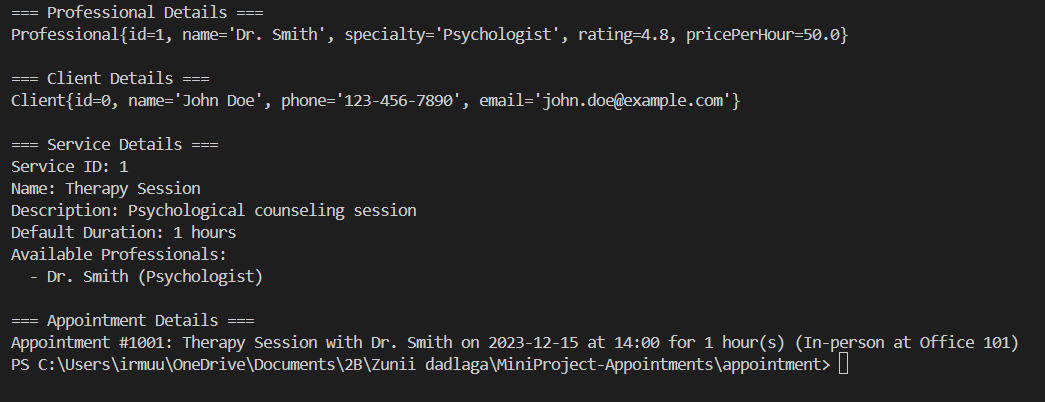 === Professional Details ===
Professional{id=1, name='Dr. Smith', specialty='Psychologist', rating=4.8, pricePerHour=50.0}
=== Client Details ===
Client{id=0, name='John Doe', phone='123-456-7890', email='john.doe@example.com'}
=== Service Details ===
Service ID: 1
Name: Therapy Session
Description: Psychological counseling session
Default Duration: 1 hours
Available Professionals:
  - Dr. Smith (Psychologist)
=== Appointment Details ===
Appointment #1001: Therapy Session with Dr. Smith on 2023-12-15 at 14:00 for 1 hour(s) (In-person at Office 101)
PS C:\Users\irmuu\OneDrive\Documents\2B\Zunii dadlaga\MiniProject-Appointments\appointment>